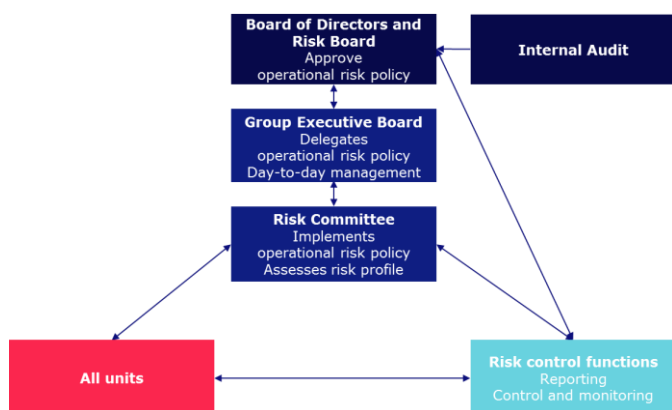 Board of Directors and
Risk Board
Approve
operational risk policy
Internal Audit
Group Executive Board
Delegates
operational risk policy
Day-to-day management
Risk Committee
Implements
operational risk policy
Assesses risk profile
All units
Risk control functions
Reporting
Control and monitoring